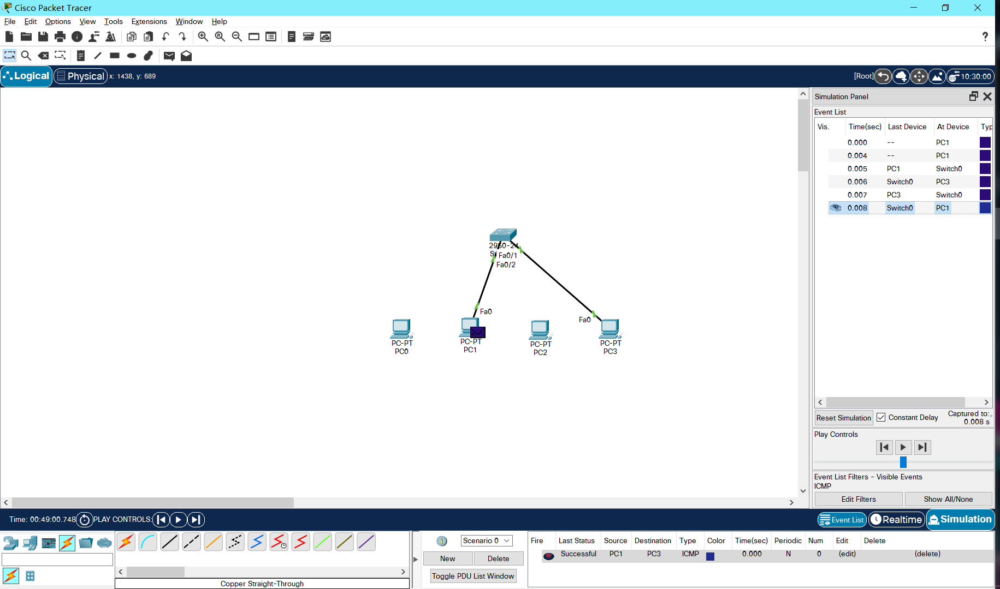 Cisco Packet Tracer
File Edit Options View Tools Extensions Window Help
Logical Physical x: 1438, y: 689 [Root] 10:30:00
Simulation Panel
Event List
Vis. Time(sec) Last Device At Device Typ
0.000 -- PC1
0.004 -- PC1
0.005 PC1 Switch0
0.006 Switch0 PC3
0.007 PC3 Switch0
0.008 Switch0 PC1
2950-24
Fa0/1
Fa0/2
Fa0
Fa0
PC-PT
PC0
PC-PT
PC1
PC-PT
PC2
PC-PT
PC3
Reset Simulation Constant Delay Captured to:
0.008 s
Play Controls
Event List Filters - Visible Events
ICMP
Edit Filters Show All/None
Time: 00:49:00.748 PLAY CONTROLS: Event List Realtime Simulation
Scenario 0
New Delete
Toggle PDU List Window
Fire Last Status Source Destination Type Color Time(sec) Periodic Num Edit Delete
Successful PC1 PC3 ICMP 0.000 N 0 (edit) (delete)
Copper Straight-Through